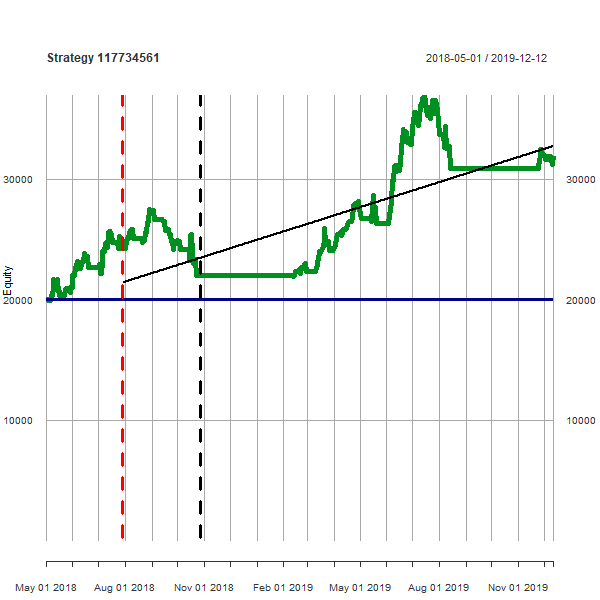 Strategy 117734561
2018-05-01 / 2019-12-12
Equity
30000
30000
20000
20000
10000
10000
May 01 2018
Aug 01 2018
Nov 01 2018
Feb 01 2019
May 01 2019
Aug 01 2019
Nov 01 2019